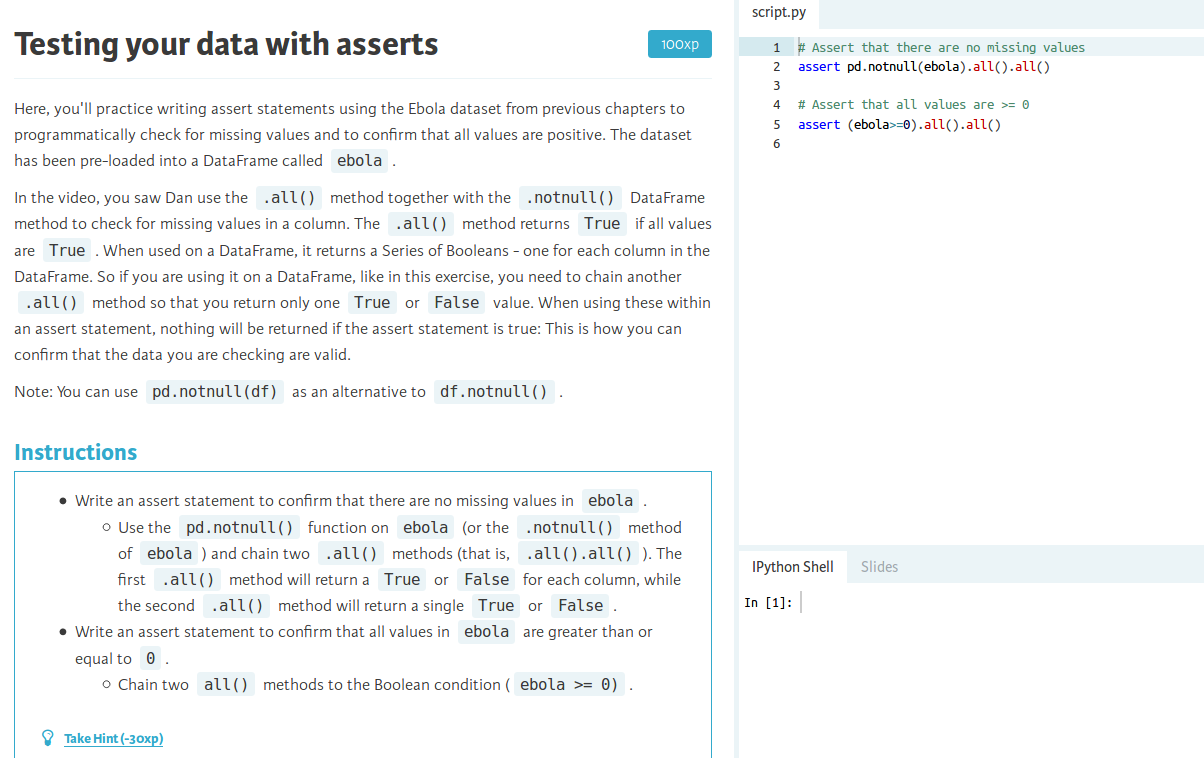 Testing your data with asserts
100xp
Here, you'll practice writing assert statements using the Ebola dataset from previous chapters to
programmatically check for missing values and to confirm that all values are positive. The dataset
has been pre-loaded into a DataFrame called ebola .
In the video, you saw Dan use the .all() method together with the .notnull() DataFrame
method to check for missing values in a column. The .all() method returns True if all values
are True . When used on a DataFrame, it returns a Series of Booleans - one for each column in the
DataFrame. So if you are using it on a DataFrame, like in this exercise, you need to chain another
.all() method so that you return only one True or False value. When using these within
an assert statement, nothing will be returned if the assert statement is true: This is how you can
confirm that the data you are checking are valid.
Note: You can use pd.notnull(df) as an alternative to df.notnull() .
Instructions
● Write an assert statement to confirm that there are no missing values in ebola .
○ Use the pd.notnull() function on ebola (or the .notnull() method
of ebola ) and chain two .all() methods (that is, .all().all() ). The
first .all() method will return a True or False for each column, while
the second .all() method will return a single True or False .
● Write an assert statement to confirm that all values in ebola are greater than or
equal to 0 .
○ Chain two all() methods to the Boolean condition ( ebola >= 0) .
Take Hint (-30xp)
script.py
1 # Assert that there are no missing values
2 assert pd.notnull(ebola).all().all()
3
4 # Assert that all values are >= 0
5 assert (ebola>=0).all().all()
6
IPython Shell
Slides
In [1]: